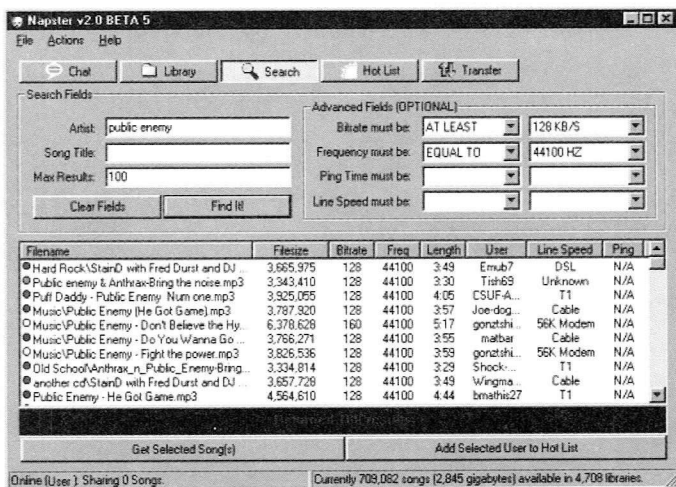 Napster v2.0 BETA 5
File Actions Help
Chat Library Search Hot List Transfer
Search Fields
Artist: public enemy
Song Title:
Max Results: 100
Clear Fields Find It!
Advanced Fields (OPTIONAL)
Bitrate must be: AT LEAST 128 KB/S
Frequency must be: EQUAL TO 44100 HZ
Ping Time must be:
Line Speed must be:
Filename Filesize Bitrate Freq Length User Line Speed Ping
Hard Rock\StainD with Fred Durst and DJ ... 3,665,975 128 44100 3:49 Emub7 DSL N/A
Public enemy & Anthrax-Bring the noise.mp3 3,343,410 128 44100 3:30 Tish69 Unknown N/A
Puff Daddy - Public Enemy Num one.mp3 3,925,055 128 44100 4:05 CSUF-A... T1 N/A
Music\Public Enemy (He Got Game).mp3 3,787,920 128 44100 3:57 Joe-dog... Cable N/A
Music\Public Enemy - Don't Believe the Hy... 6,378,628 160 44100 5:17 gonztshi... 56K Modem N/A
Music\Public Enemy - Do You Wanna Go ... 3,766,271 128 44100 3:55 matbar Cable N/A
Music\Public Enemy - Fight the power.mp3 3,826,536 128 44100 3:59 gonztshi... 56K Modem N/A
Old School\Anthrax_n_Public_Enemy-Bring... 3,334,814 128 44100 3:29 Shock-... T1 N/A
another cd\StainD with Fred Durst and DJ ... 3,657,728 128 44100 3:49 Wingma... Cable N/A
Public Enemy - He Got Game.mp3 4,564,610 128 44100 4:44 bmathis27 T1 N/A
Get Selected Song(s) Add Selected User to Hot List
Online (User ): Sharing 0 Songs. Currently 709,082 songs (2,845 gigabytes) available in 4,708 libraries.